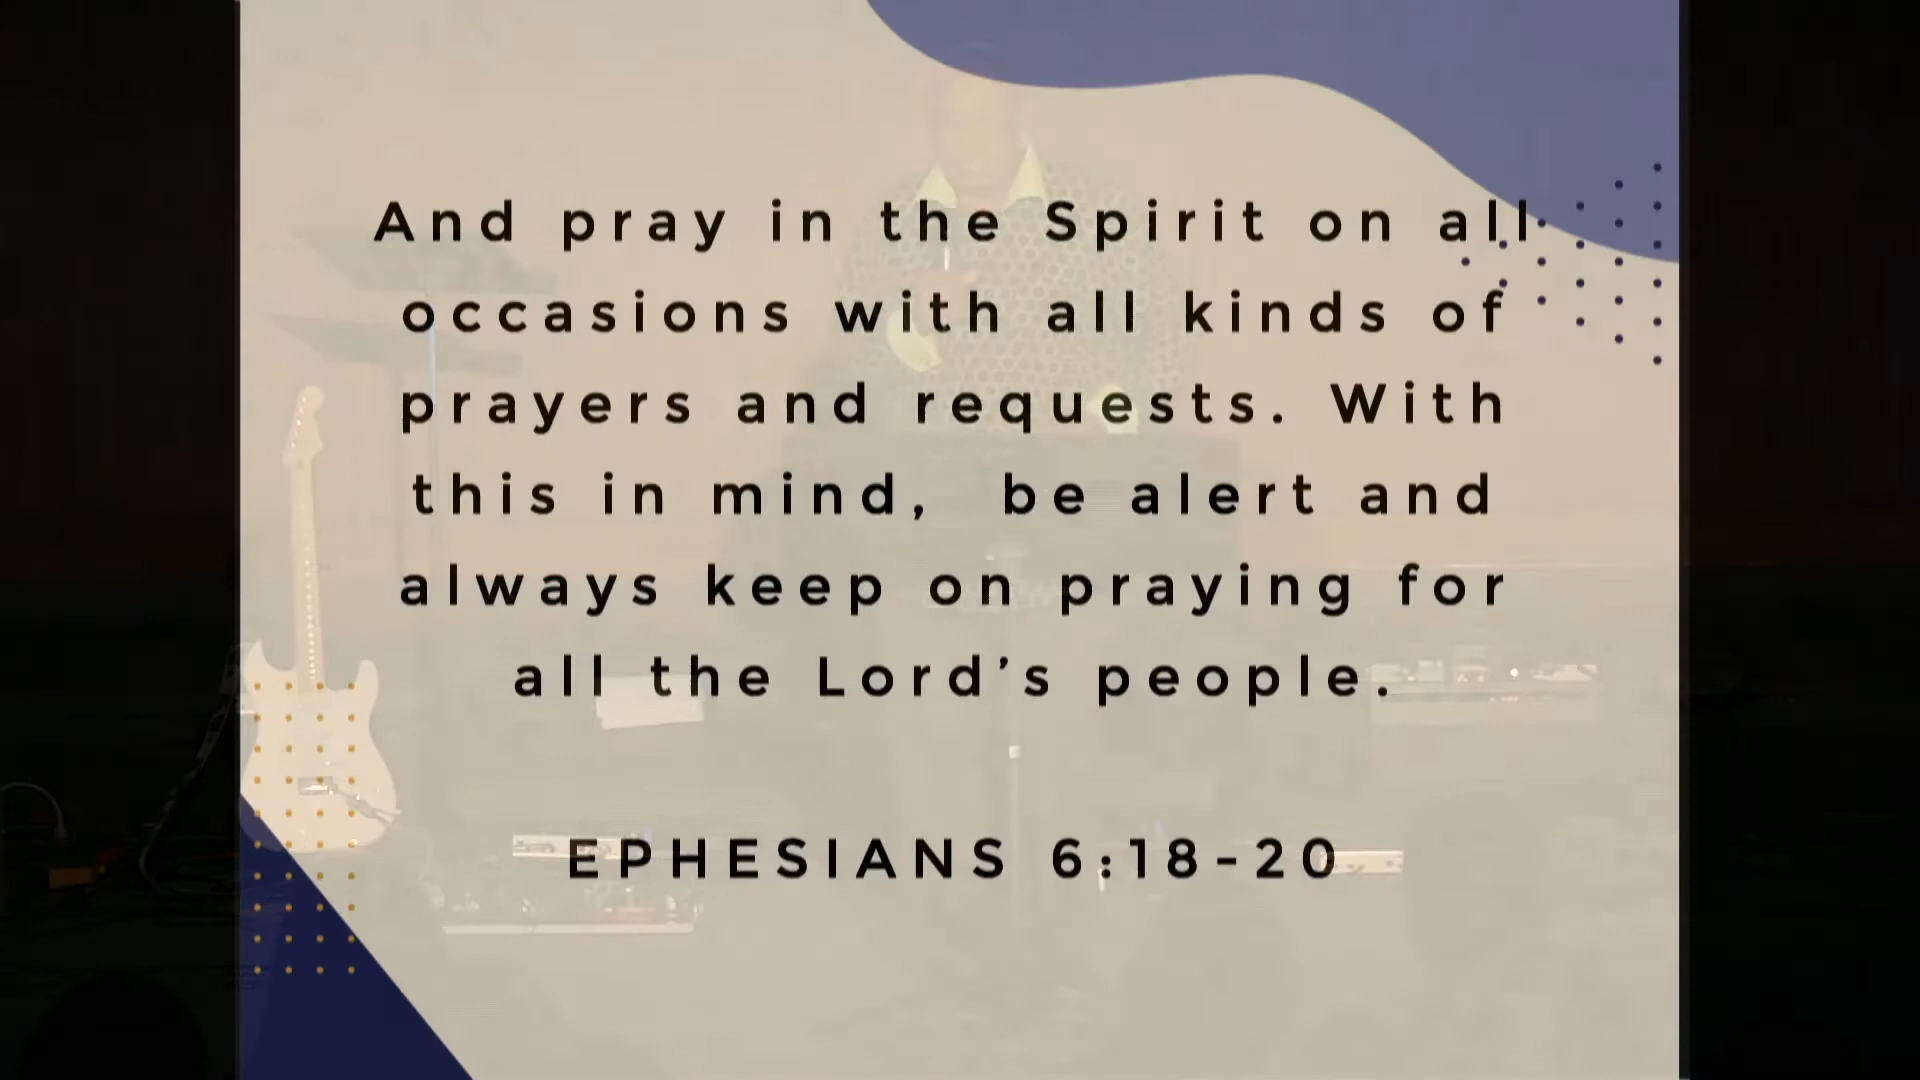 And pray in the Spirit on all
occasions with all kinds of
prayers and requests. With
this in mind, be alert and
always keep on praying for
all the Lord's people.
EPHESIANS 6:18-20